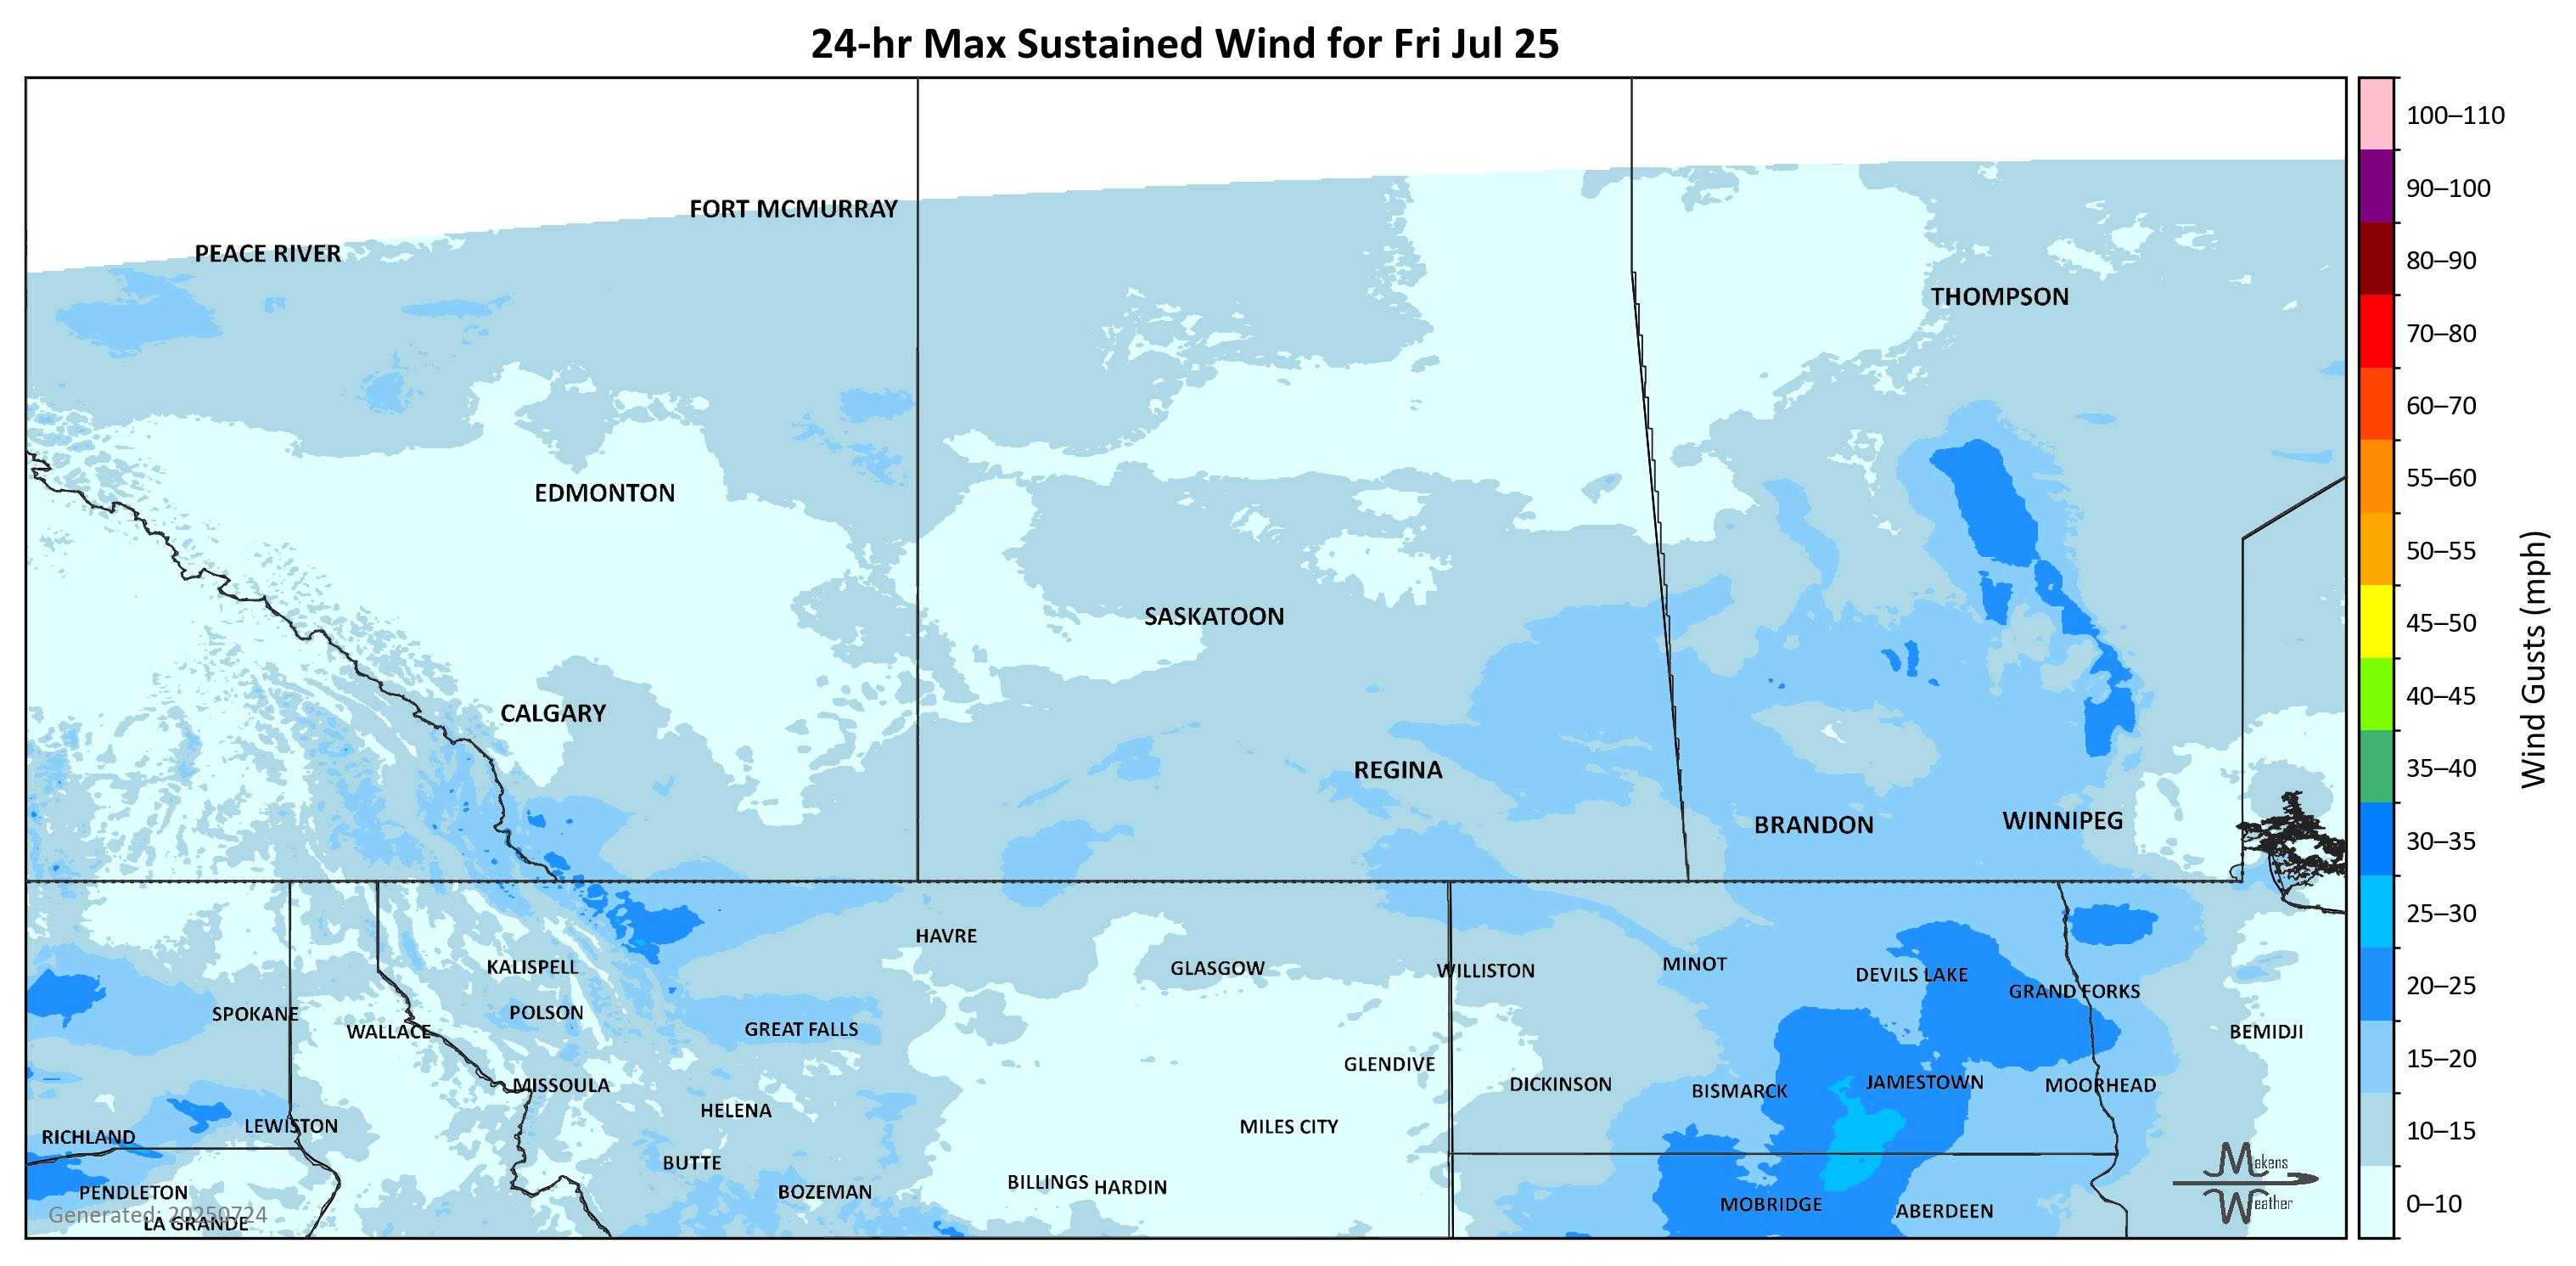 24-hr Max Sustained Wind for Fri Jul 25
100–110
FORT MCMURRAY
90–100
PEACE RIVER
80–90
THOMPSON
70–80
60–70
EDMONTON
55–60
50–55
SASKATOON
45–50
Wind Gusts (mph)
CALGARY
40–45
REGINA
35–40
BRANDON
WINNIPEG
30–35
HAVRE
25–30
KALISPELL
GLASGOW
WILLISTON
MINOT
DEVILS LAKE
GRAND FORKS
20–25
SPOKANE
POLSON
WALLACE
GREAT FALLS
BEMIDJI
GLENDIVE
15–20
MISSOULA
DICKINSON
BISMARCK
JAMESTOWN
MOORHEAD
HELENA
LEWISTON
MILES CITY
RICHLAND
10–15
BUTTE
Makens
Weather
PENDLETON
BOZEMAN
BILLINGS
HARDIN
MOBRIDGE
ABERDEEN
0–10
Generated: 20250724
LA GRANDE